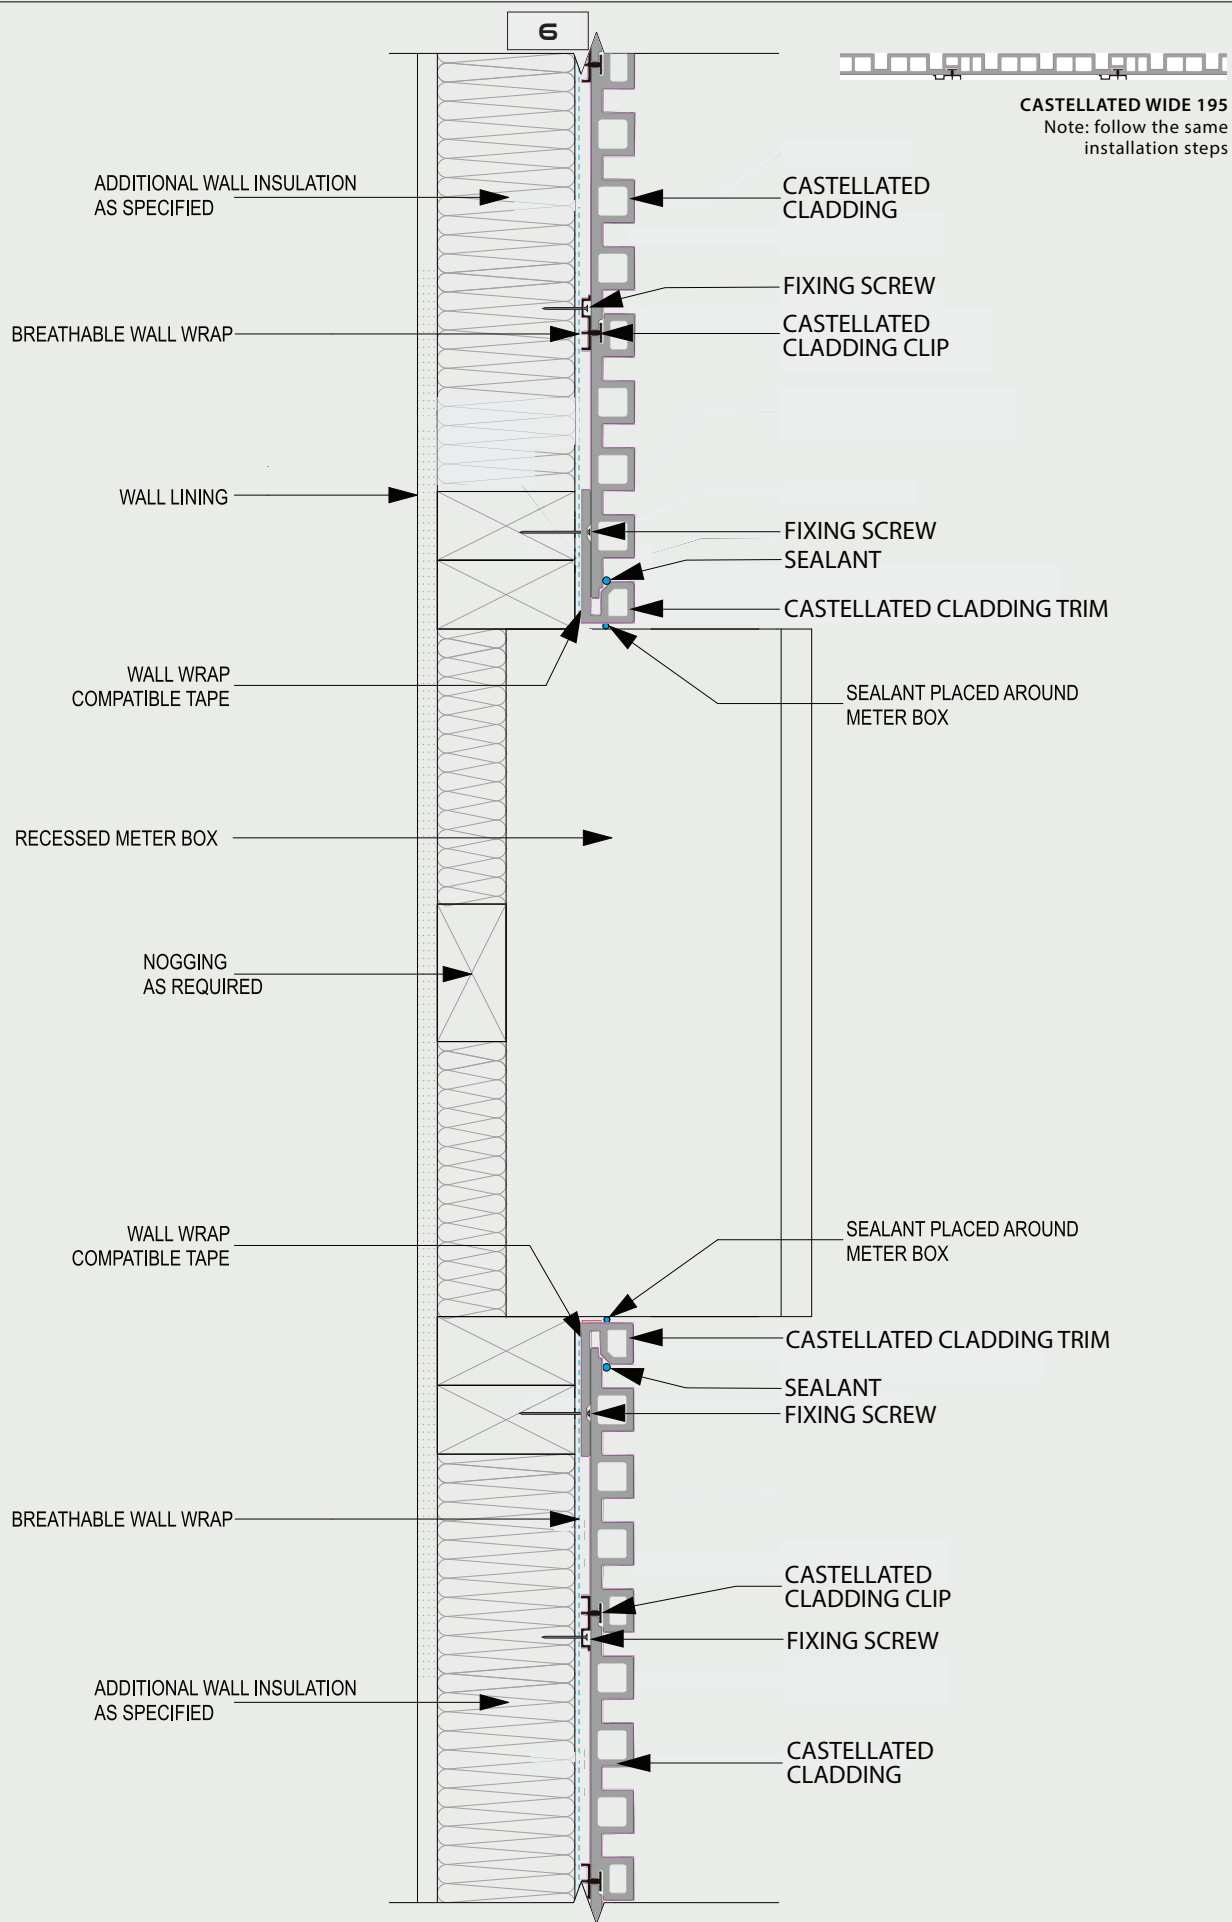 6
CASTELLATED WIDE 195
Note: follow the same
installation steps
ADDITIONAL WALL INSULATION
AS SPECIFIED
CASTELLATED
CLADDING
FIXING SCREW
BREATHABLE WALL WRAP
CASTELLATED
CLADDING CLIP
WALL LINING
FIXING SCREW
SEALANT
CASTELLATED CLADDING TRIM
WALL WRAP
COMPATIBLE TAPE
SEALANT PLACED AROUND
METER BOX
RECESSED METER BOX
NOGGING
AS REQUIRED
WALL WRAP
COMPATIBLE TAPE
SEALANT PLACED AROUND
METER BOX
CASTELLATED CLADDING TRIM
SEALANT
FIXING SCREW
BREATHABLE WALL WRAP
CASTELLATED
CLADDING CLIP
FIXING SCREW
ADDITIONAL WALL INSULATION
AS SPECIFIED
CASTELLATED
CLADDING